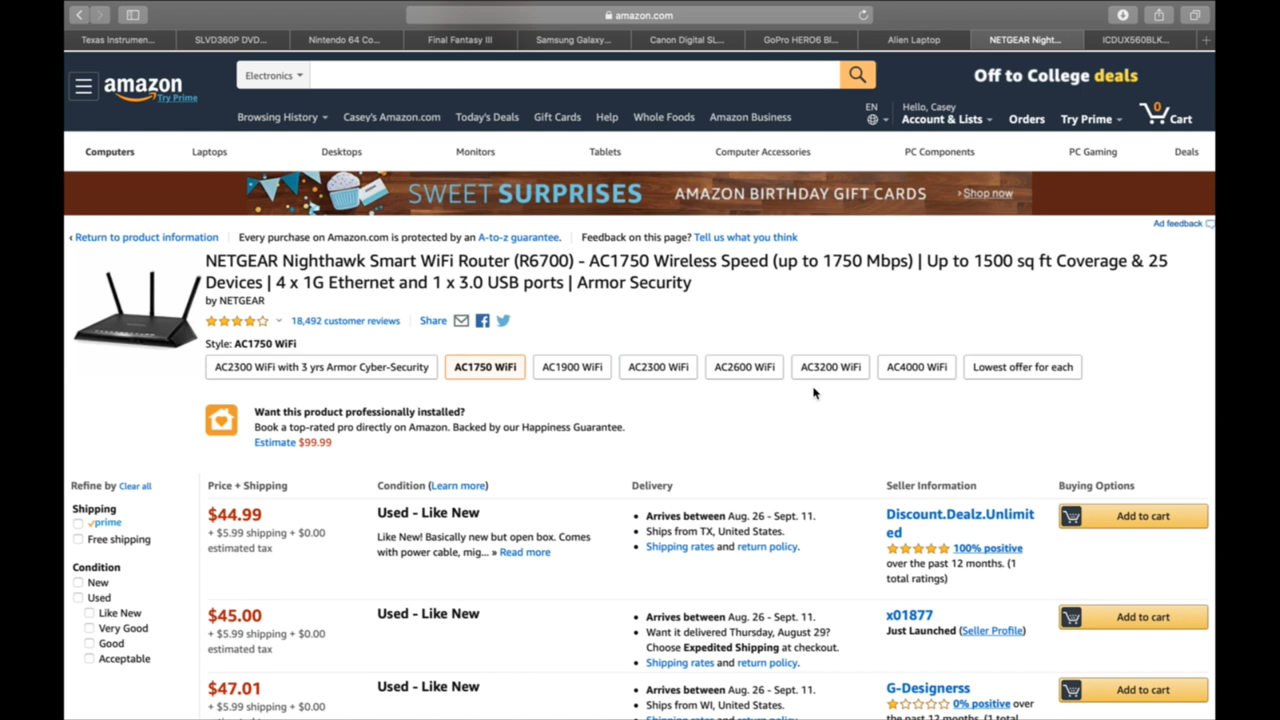 amazon.com
Texas Instrumen...
SLVD360P DVD...
Nintendo 64 Co...
Final Fantasy III
Samsung Galaxy...
Canon Digital SL...
GoPro HERO6 Bl...
Alien Laptop
NETGEAR Night...
ICDUX560BLK...
amazon
Try Prime
Electronics
Off to College deals
Browsing History
Casey's Amazon.com
Today's Deals
Gift Cards
Help
Whole Foods
Amazon Business
EN
Hello, Casey
Account & Lists
Orders
Try Prime
0
Cart
Computers
Laptops
Desktops
Monitors
Tablets
Computer Accessories
PC Components
PC Gaming
Deals
SWEET SURPRISES AMAZON BIRTHDAY GIFT CARDS ›Shop now
Ad feedback
‹ Return to product information
Every purchase on Amazon.com is protected by an A-to-z guarantee.
Feedback on this page? Tell us what you think
NETGEAR Nighthawk Smart WiFi Router (R6700) - AC1750 Wireless Speed (up to 1750 Mbps) | Up to 1500 sq ft Coverage & 25
Devices | 4 x 1G Ethernet and 1 x 3.0 USB ports | Armor Security
by NETGEAR
18,492 customer reviews
Share
Style: AC1750 WiFi
AC2300 WiFi with 3 yrs Armor Cyber-Security
AC1750 WiFi
AC1900 WiFi
AC2300 WiFi
AC2600 WiFi
AC3200 WiFi
AC4000 WiFi
Lowest offer for each
Want this product professionally installed?
Book a top-rated pro directly on Amazon. Backed by our Happiness Guarantee.
Estimate $99.99
Refine by Clear all
Shipping
prime
Free shipping
Condition
New
Used
Like New
Very Good
Good
Acceptable
Price + Shipping
Condition (Learn more)
Delivery
Seller Information
Buying Options
$44.99
+ $5.99 shipping + $0.00
estimated tax
Used - Like New
Like New! Basically new but open box. Comes
with power cable, mig... » Read more
Arrives between Aug. 26 - Sept. 11.
Ships from TX, United States.
Shipping rates and return policy.
Discount.Dealz.Unlimit
ed
100% positive
over the past 12 months. (1
total ratings)
Add to cart
$45.00
+ $5.99 shipping + $0.00
estimated tax
Used - Like New
Arrives between Aug. 26 - Sept. 11.
Want it delivered Thursday, August 29?
Choose Expedited Shipping at checkout.
Shipping rates and return policy.
x01877
Just Launched (Seller Profile)
Add to cart
$47.01
+ $5.99 shipping + $0.00
Used - Like New
Arrives between Aug. 26 - Sept. 11.
Ships from WI, United States.
Shipping rates and return policy.
G-Designerss
0% positive over
the past 12 months. (1 total
Add to cart